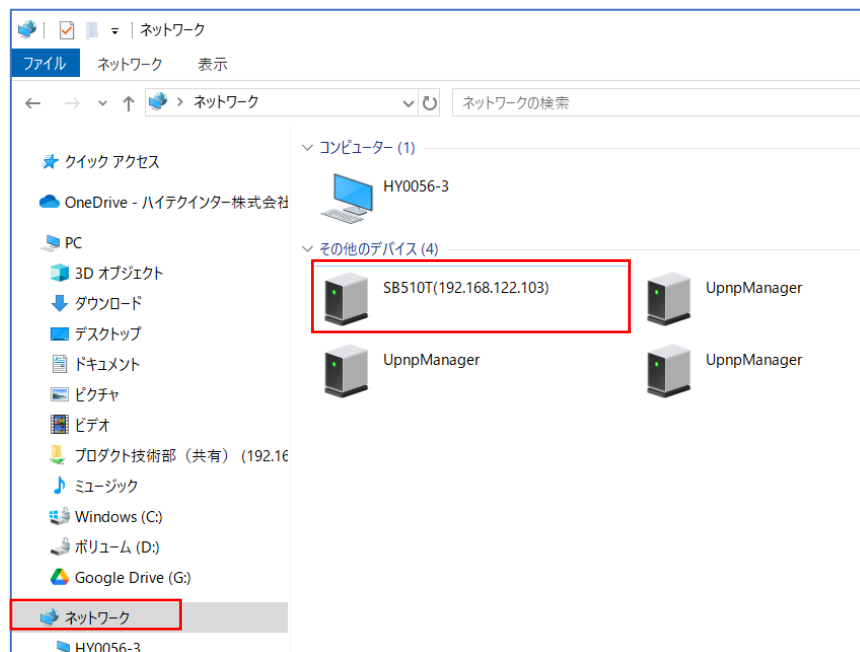 ネットワーク
ファイル ネットワーク 表示
ネットワーク ネットワークの検索
クイック アクセス
OneDrive - ハイテクインター株式会社
PC
3D オブジェクト
ダウンロード
デスクトップ
ドキュメント
ピクチャ
ビデオ
プロダクト技術部（共有） (192.16
ミュージック
Windows (C:)
ボリューム (D:)
Google Drive (G:)
ネットワーク
HY0056-3
コンピューター (1)
HY0056-3
その他のデバイス (4)
SB510T(192.168.122.103) UpnpManager
UpnpManager UpnpManager